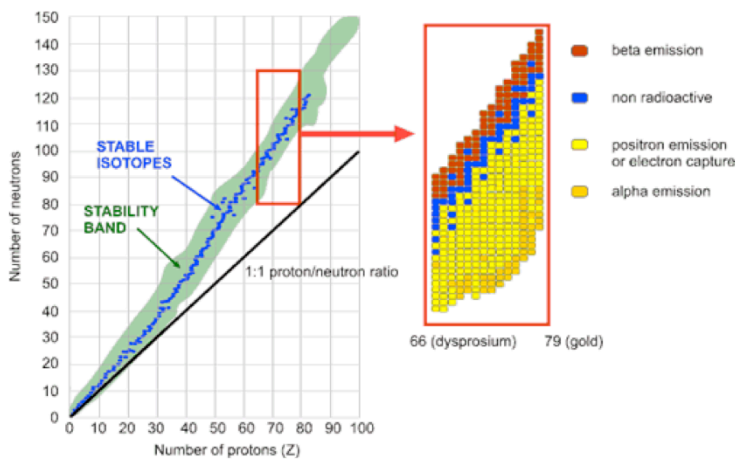 150
140
130
120
110
100
90
80
70
60
50
40
30
20
10
0
Number of neutrons
STABLE
ISOTOPES
STABILITY
BAND
1:1 proton/neutron ratio
0 10 20 30 40 50 60 70 80 90 100
Number of protons (Z)
66 (dysprosium) 79 (gold)
beta emission
non radioactive
positron emission
or electron capture
alpha emission